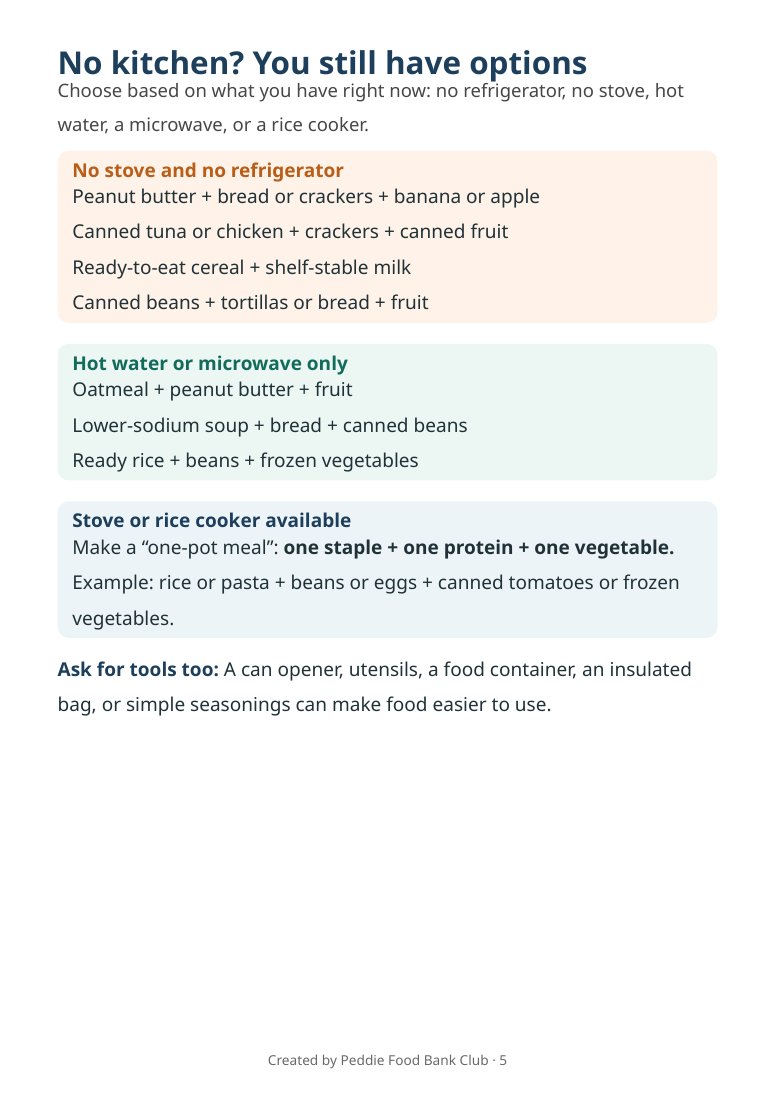 No kitchen? You still have options
Choose based on what you have right now: no refrigerator, no stove, hot
water, a microwave, or a rice cooker.
No stove and no refrigerator
Peanut butter + bread or crackers + banana or apple
Canned tuna or chicken + crackers + canned fruit
Ready-to-eat cereal + shelf-stable milk
Canned beans + tortillas or bread + fruit
Hot water or microwave only
Oatmeal + peanut butter + fruit
Lower-sodium soup + bread + canned beans
Ready rice + beans + frozen vegetables
Stove or rice cooker available
Make a “one-pot meal”: one staple + one protein + one vegetable.
Example: rice or pasta + beans or eggs + canned tomatoes or frozen
vegetables.
Ask for tools too: A can opener, utensils, a food container, an insulated
bag, or simple seasonings can make food easier to use.
Created by Peddie Food Bank Club · 5